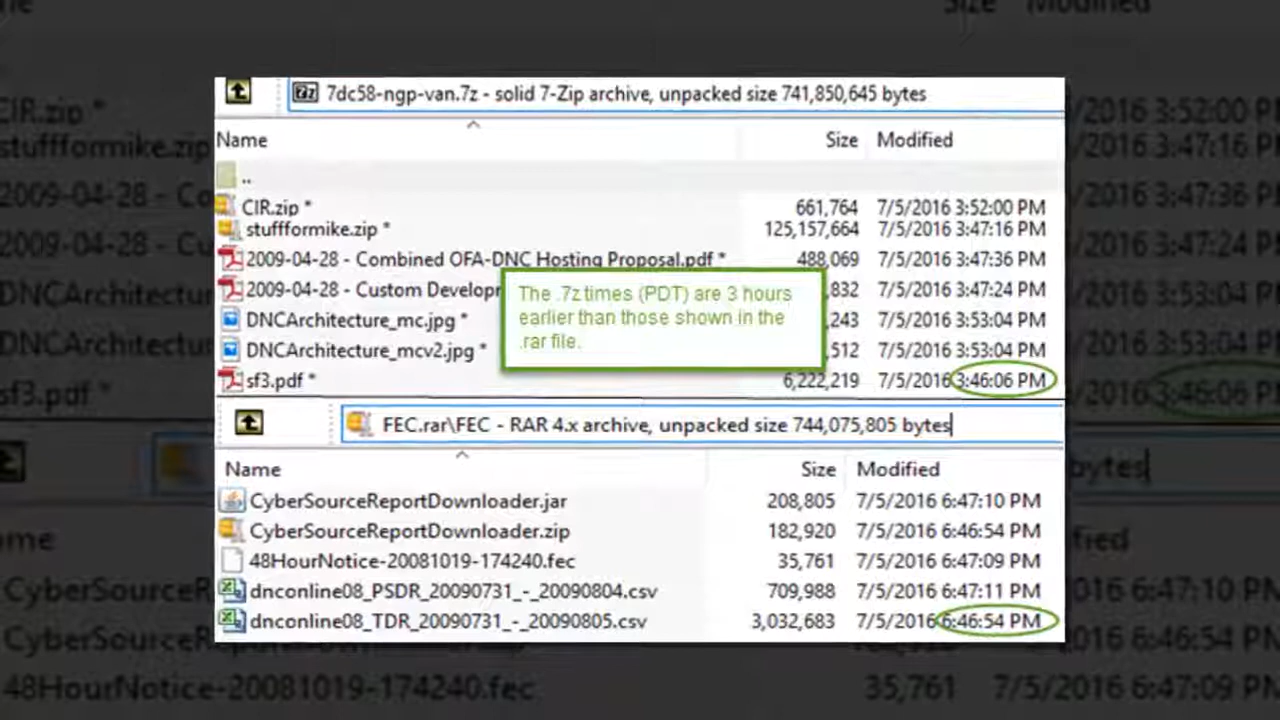 7dc58-ngp-van.7z - solid 7-Zip archive, unpacked size 741,850,645 bytes
Name Size Modified
..
CIR.zip * 661,764 7/5/2016 3:52:00 PM
stuffformike.zip * 125,157,664 7/5/2016 3:47:16 PM
2009-04-28 - Combined OFA-DNC Hosting Proposal.pdf * 488,069 7/5/2016 3:47:36 PM
2009-04-28 - Custom Develop ,832 7/5/2016 3:47:24 PM
DNCArchitecture_mc.jpg * ,243 7/5/2016 3:53:04 PM
DNCArchitecture_mcv2.jpg * ,512 7/5/2016 3:53:04 PM
sf3.pdf * 6,222,219 7/5/2016 3:46:06 PM
The .7z times (PDT) are 3 hours
earlier than those shown in the
.rar file.
FEC.rar\FEC - RAR 4.x archive, unpacked size 744,075,805 bytes
Name Size Modified
CyberSourceReportDownloader.jar 208,805 7/5/2016 6:47:10 PM
CyberSourceReportDownloader.zip 182,920 7/5/2016 6:46:54 PM
48HourNotice-20081019-174240.fec 35,761 7/5/2016 6:47:09 PM
dnconline08_PSDR_20090731_-_20090804.csv 709,988 7/5/2016 6:47:11 PM
dnconline08_TDR_20090731_-_20090805.csv 3,032,683 7/5/2016 6:46:54 PM